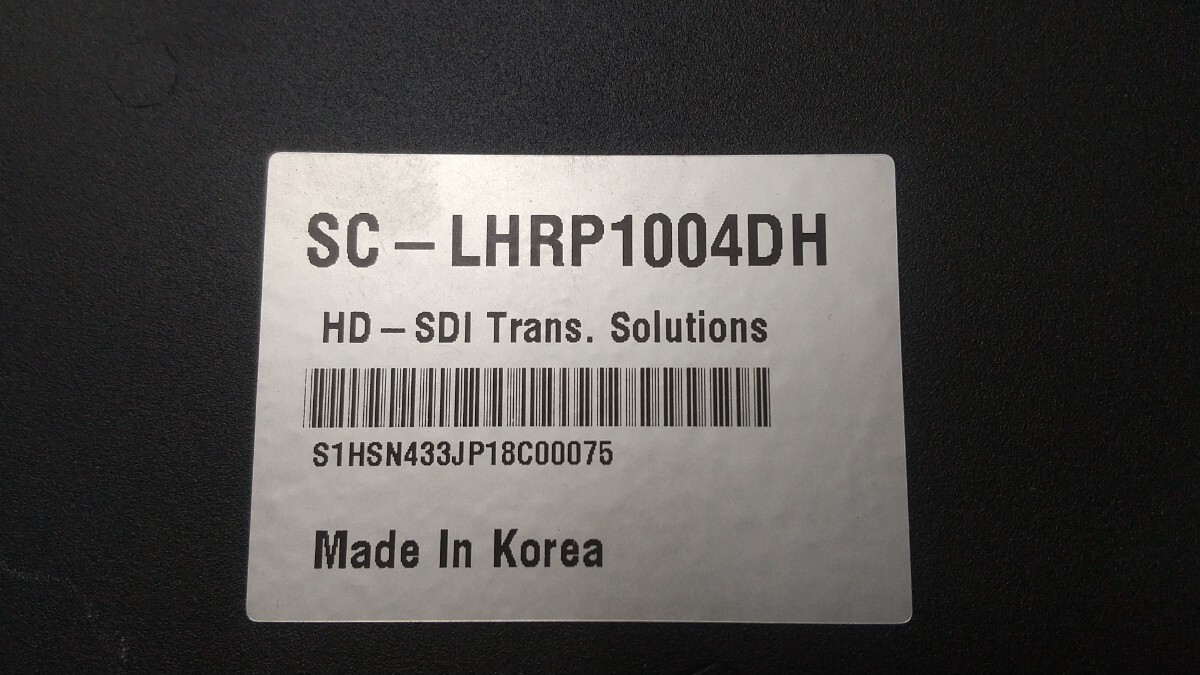 SC-LHRP1004DH
HD-SDI Trans. Solutions
S1HSN433JP18C00075
Made In Korea